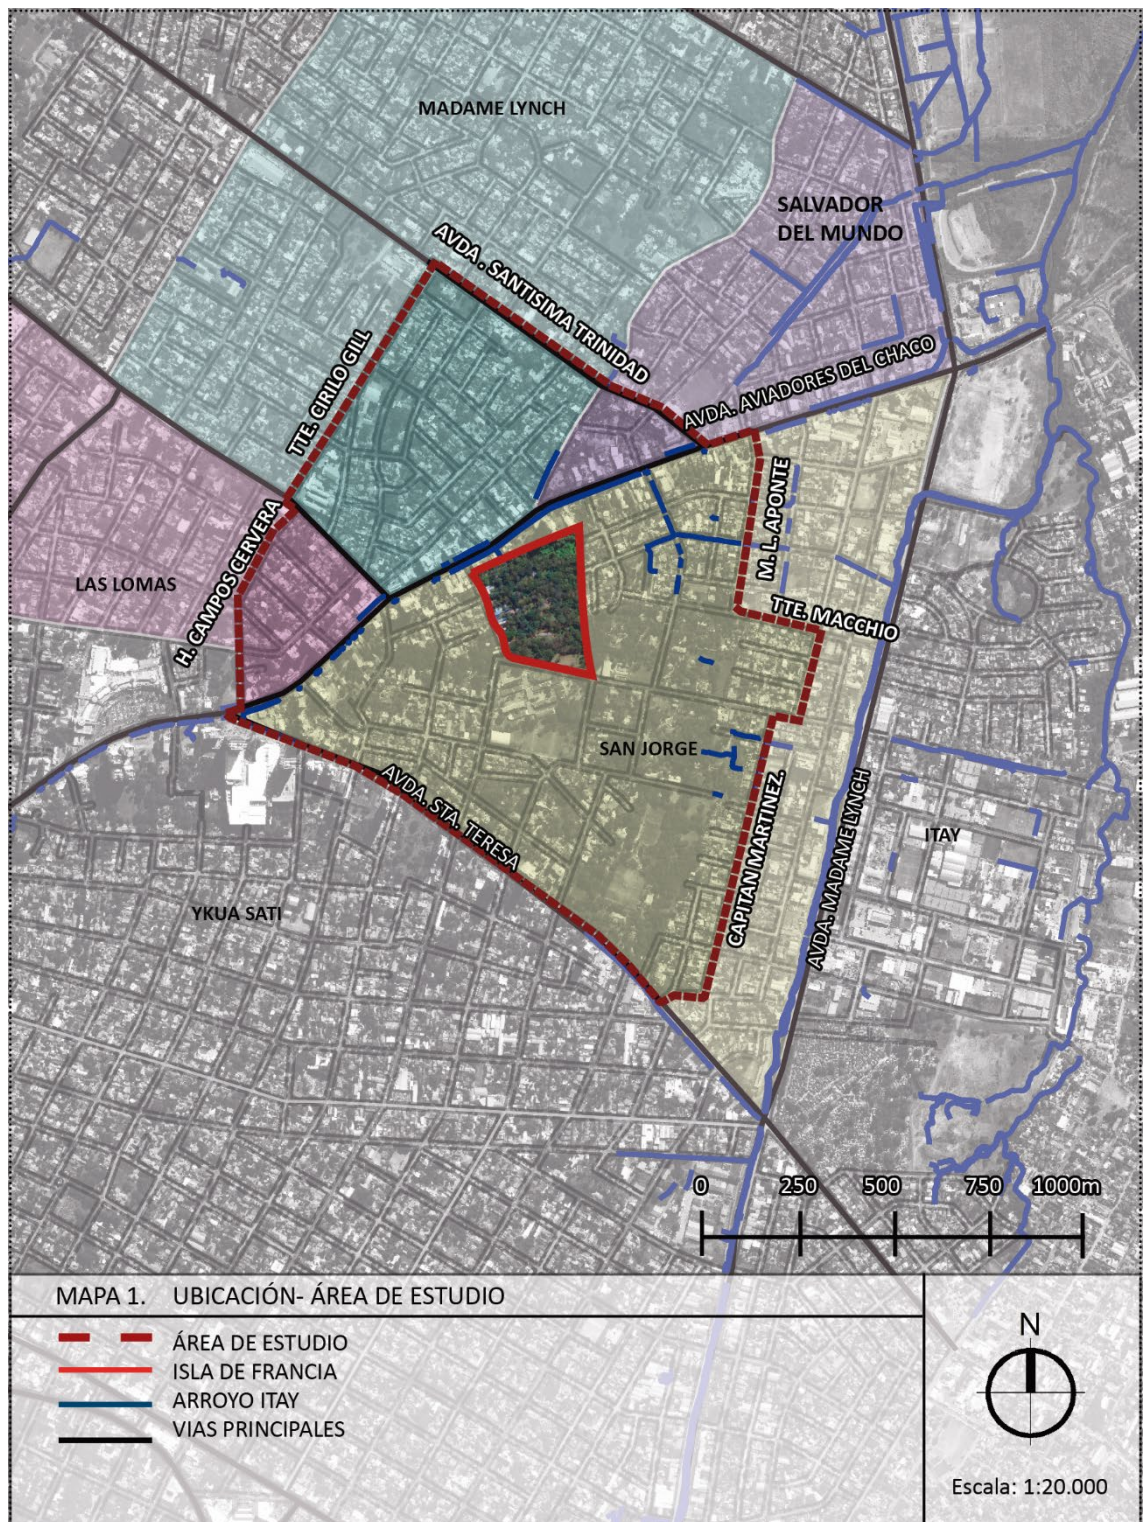 MADAME LYNCH
SALVADOR
DEL MUNDO
AVDA . SANTISIMA TRINIDAD
AVDA. AVIADORES DEL CHACO
TTE. CIRILO GILL
M. L. APONTE
H. CAMPOS CERVERA
LAS LOMAS
TTE. MACCHIO
SAN JORGE
AVDA. STA. TERESA
CAPITAN MARTINEZ.
AVDA. MADAME LYNCH
ITAY
YKUA SATI
0 250 500 750 1000m
MAPA 1. UBICACIÓN- ÁREA DE ESTUDIO
ÁREA DE ESTUDIO
ISLA DE FRANCIA
ARROYO ITAY
VIAS PRINCIPALES
N
Escala: 1:20.000